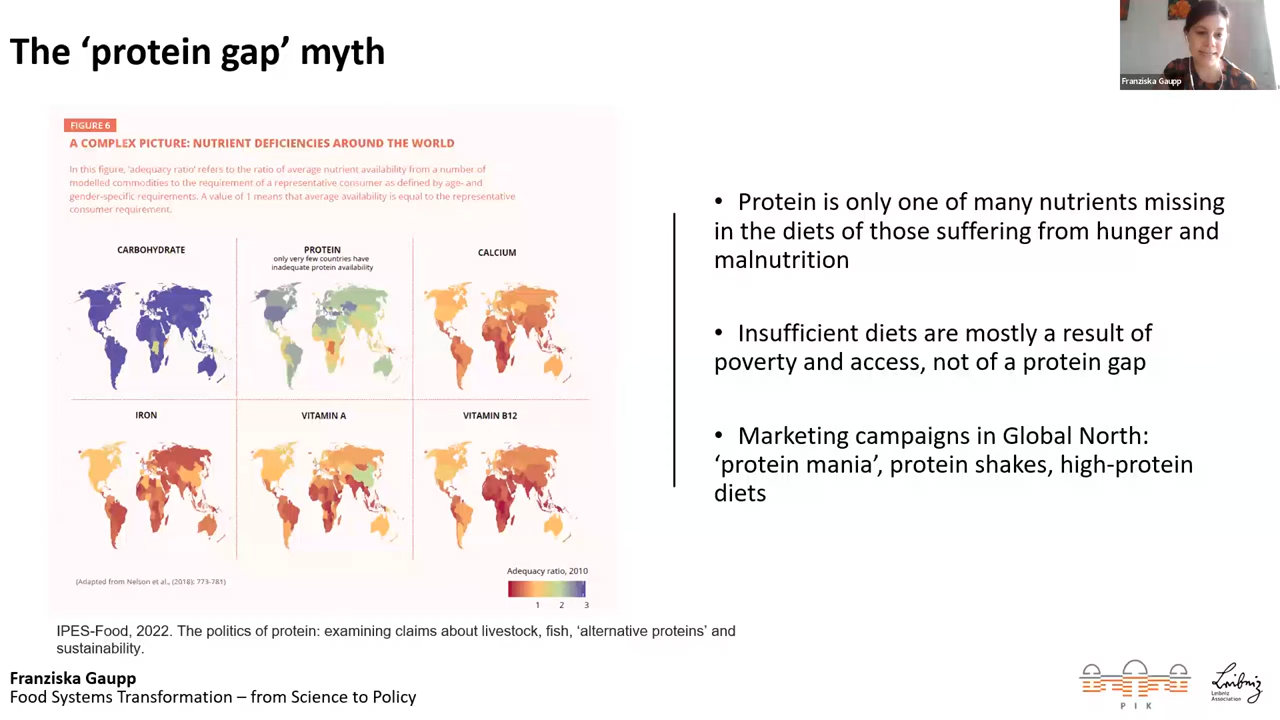 The ‘protein gap’ myth
Franziska Gaupp
FIGURE 6
A COMPLEX PICTURE: NUTRIENT DEFICIENCIES AROUND THE WORLD
In this figure, 'adequacy ratio' refers to the ratio of average nutrient availability from a number of
modelled commodities to the requirement of a representative consumer as defined by age- and
gender-specific requirements. A value of 1 means that average availability is equal to the representative
consumer requirement.
CARBOHYDRATE
PROTEIN
only very few countries have
inadequate protein availability
CALCIUM
IRON
VITAMIN A
VITAMIN B12
(Adapted from Nelson et al., (2018): 773-781)
Adequacy ratio, 2010
1 2 3
• Protein is only one of many nutrients missing
in the diets of those suffering from hunger and
malnutrition
• Insufficient diets are mostly a result of
poverty and access, not of a protein gap
• Marketing campaigns in Global North:
‘protein mania’, protein shakes, high-protein
diets
IPES-Food, 2022. The politics of protein: examining claims about livestock, fish, ‘alternative proteins’ and
sustainability.
Franziska Gaupp
Food Systems Transformation – from Science to Policy
P I K
Leibniz
Leibniz
Association